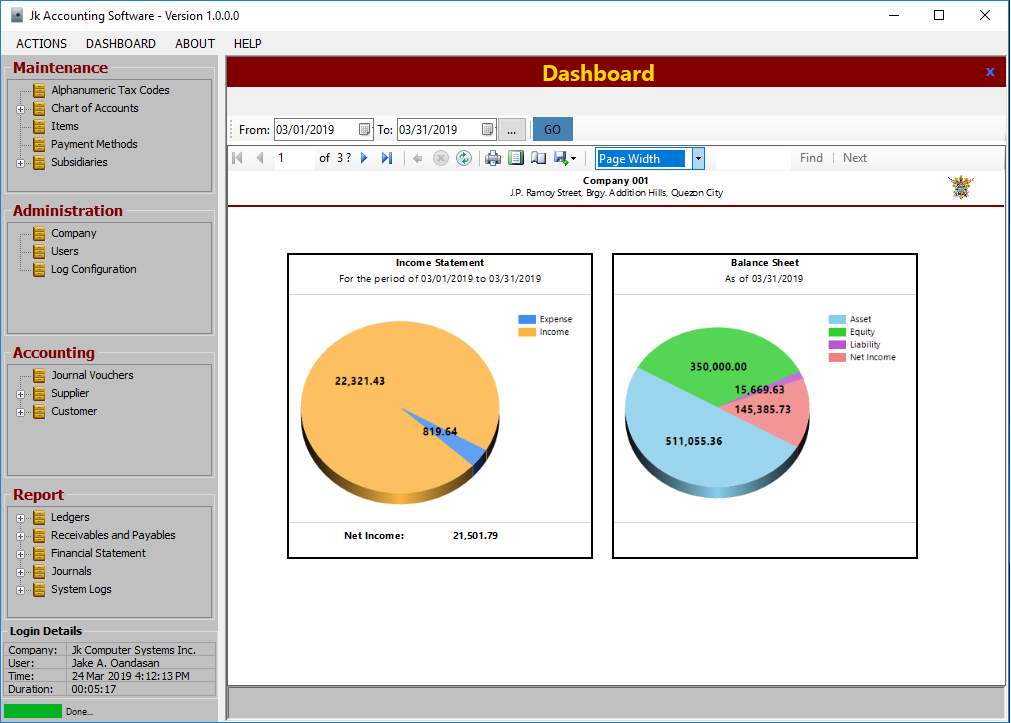 Jk Accounting Software - Version 1.0.0.0
ACTIONS DASHBOARD ABOUT HELP
Maintenance
Alphanumeric Tax Codes
Chart of Accounts
Items
Payment Methods
Subsidiaries
Administration
Company
Users
Log Configuration
Accounting
Journal Vouchers
Supplier
Customer
Report
Ledgers
Receivables and Payables
Financial Statement
Journals
System Logs
Login Details
Company: Jk Computer Systems Inc.
User: Jake A. Oandasan
Time: 24 Mar 2019 4:12:13 PM
Duration: 00:05:17
Done...
Dashboard x
From: 03/01/2019 To: 03/31/2019 ... GO
1 of 3 ? Page Width Find Next
Company 001
J.P. Ramoy Street, Brgy. Addition Hills, Quezon City
Income Statement
For the period of 03/01/2019 to 03/31/2019
Expense
Income
22,321.43
819.64
Net Income: 21,501.79
Balance Sheet
As of 03/31/2019
Asset
Equity
Liability
Net Income
350,000.00
15,669.63
145,385.73
511,055.36